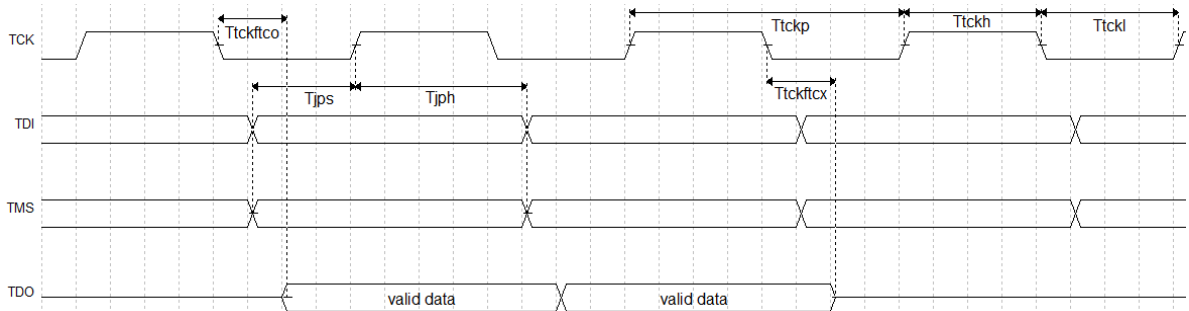 Ttckftco
Ttckp
Ttckh
Ttckl
TCK
Tjps
Tjph
Ttckftcx
TDI
TMS
TDO
valid data
valid data